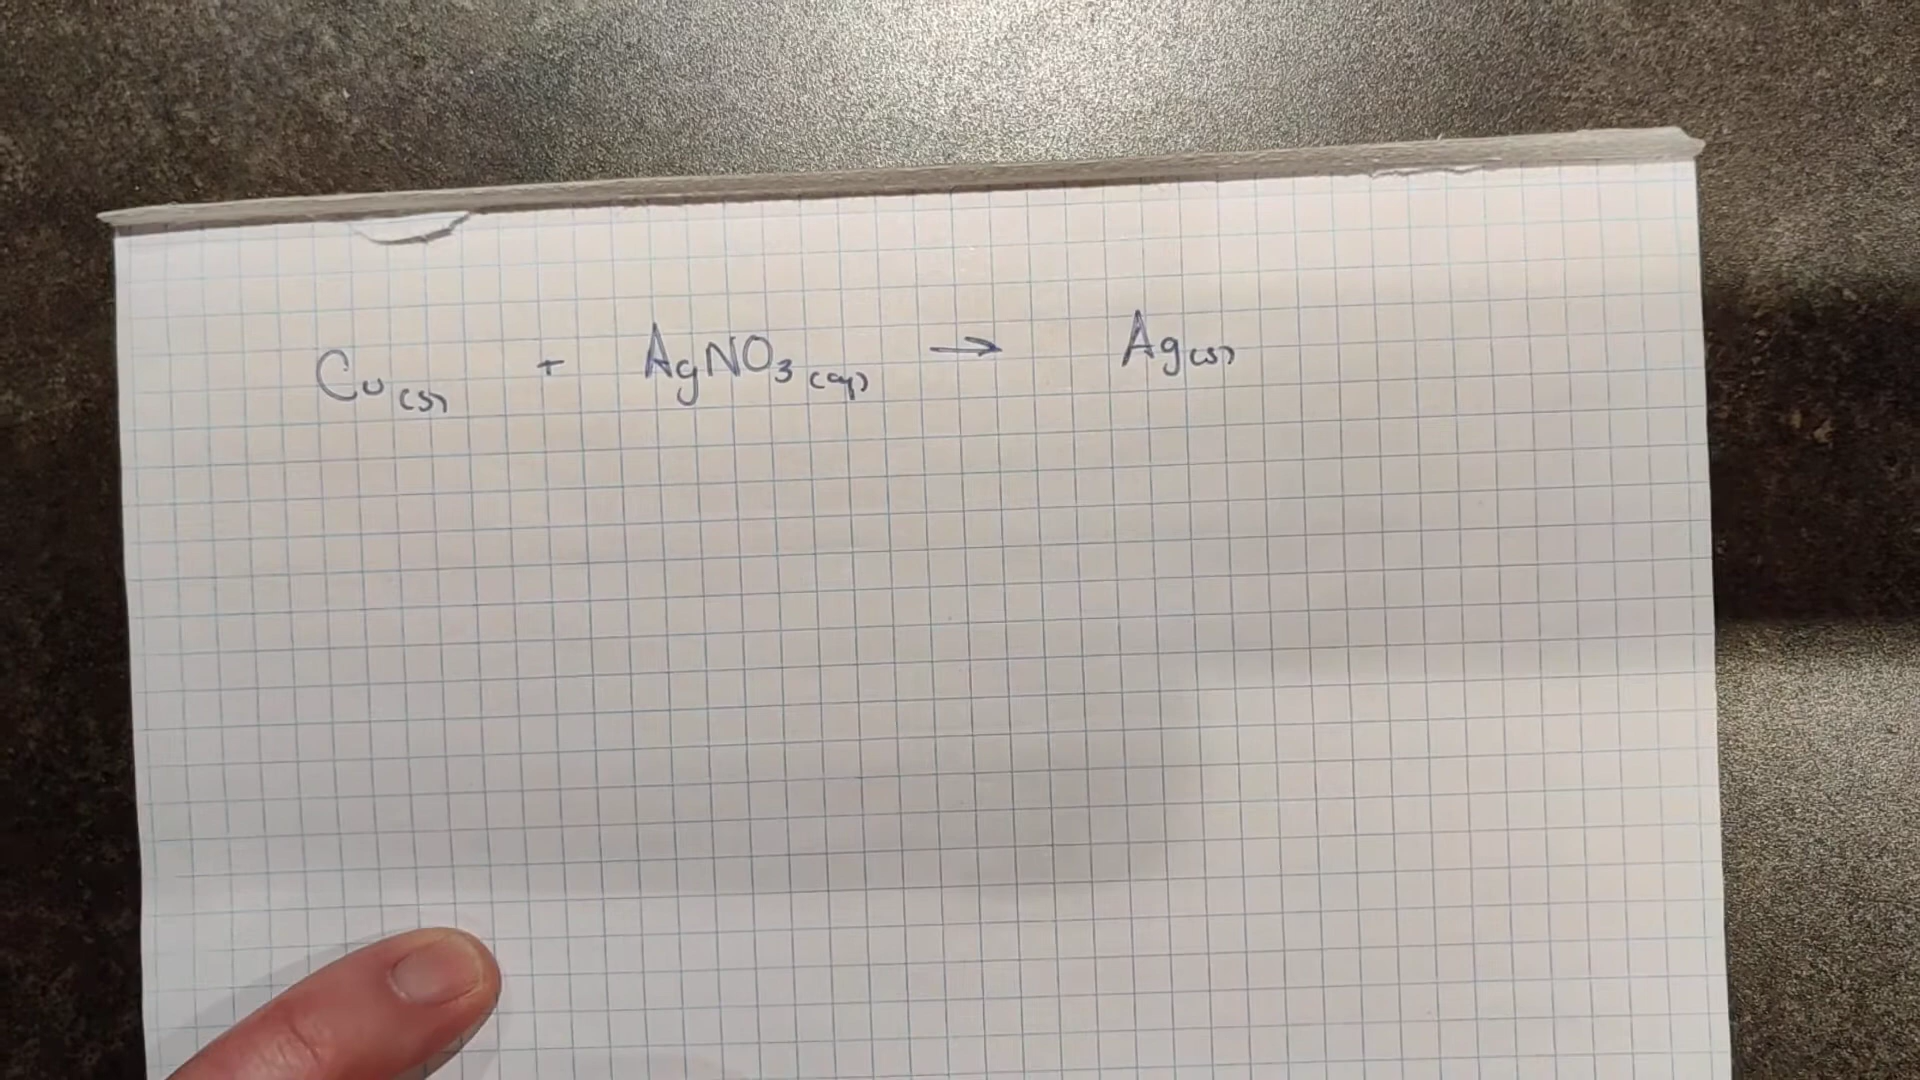 Cu(s) + AgNO3(aq) → Ag(s)